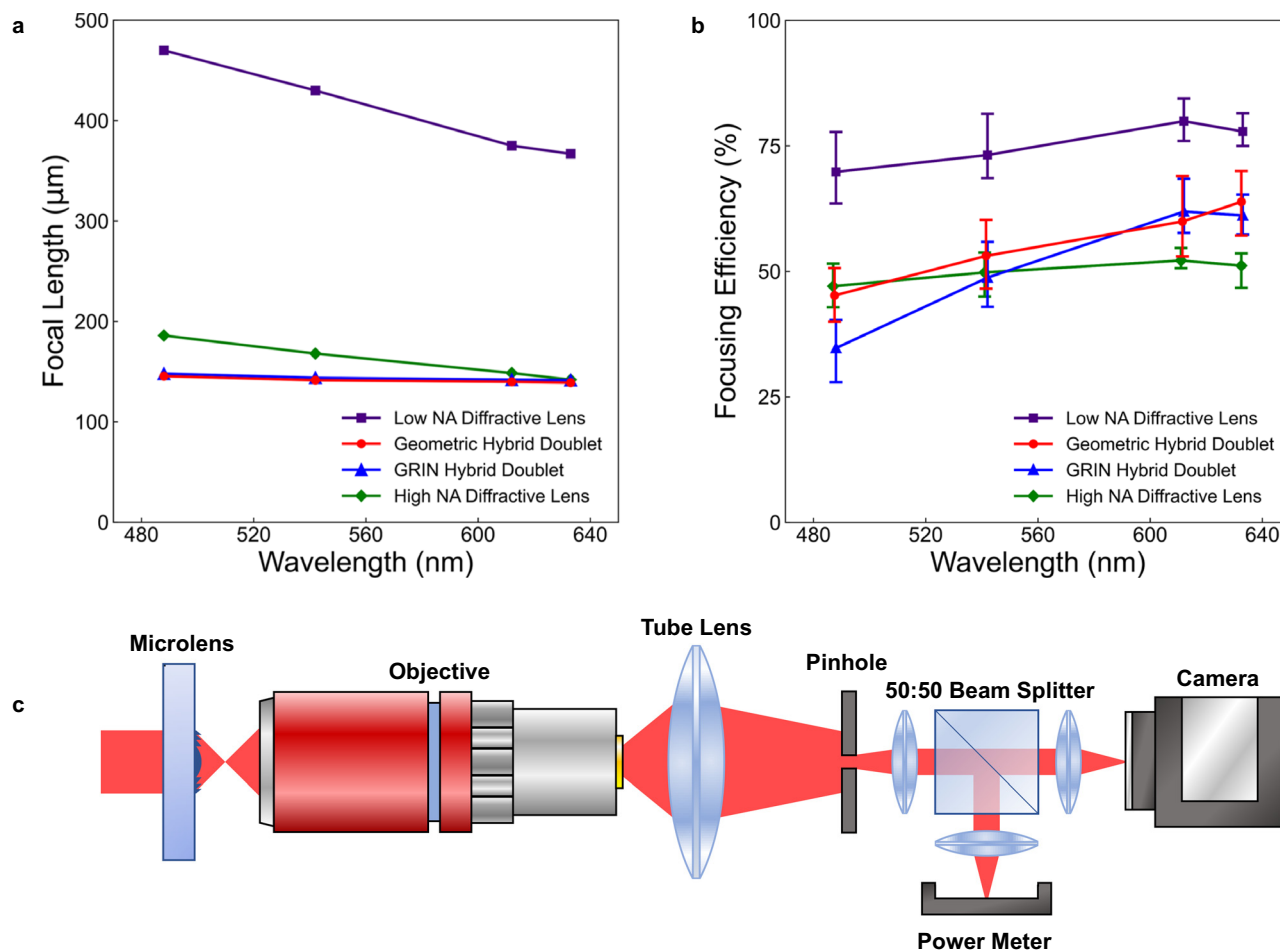 a
500
400
300
200
100
0
Focal Length (µm)
480
520
560
600
640
Wavelength (nm)
Low NA Diffractive Lens
Geometric Hybrid Doublet
GRIN Hybrid Doublet
High NA Diffractive Lens
b
100
75
50
25
0
Focusing Efficiency (%)
480
520
560
600
640
Wavelength (nm)
Low NA Diffractive Lens
Geometric Hybrid Doublet
GRIN Hybrid Doublet
High NA Diffractive Lens
c
Microlens
Objective
Tube Lens
Pinhole
50:50 Beam Splitter
Camera
Power Meter